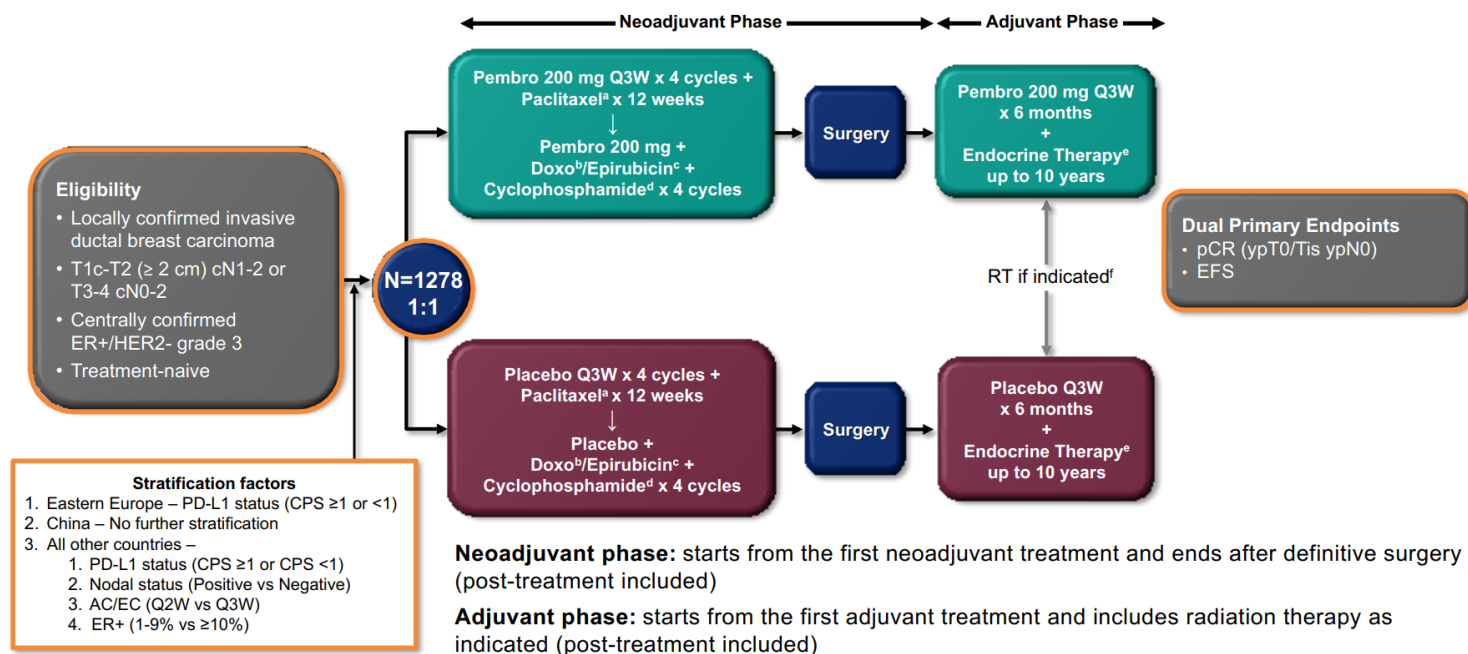 Neoadjuvant Phase
Adjuvant Phase
Eligibility
• Locally confirmed invasive
ductal breast carcinoma
• T1c-T2 (≥ 2 cm) cN1-2 or
T3-4 cN0-2
• Centrally confirmed
ER+/HER2- grade 3
• Treatment-naive
N=1278
1:1
Pembro 200 mg Q3W x 4 cycles +
Paclitaxelᵃ x 12 weeks
↓
Pembro 200 mg +
Doxoᵇ/Epirubicinᶜ +
Cyclophosphamideᵈ x 4 cycles
Surgery
Pembro 200 mg Q3W
x 6 months
+
Endocrine Therapyᵉ
up to 10 years
RT if indicatedᶠ
Placebo Q3W x 4 cycles +
Paclitaxelᵃ x 12 weeks
↓
Placebo +
Doxoᵇ/Epirubicinᶜ +
Cyclophosphamideᵈ x 4 cycles
Surgery
Placebo Q3W
x 6 months
+
Endocrine Therapyᵉ
up to 10 years
Dual Primary Endpoints
• pCR (ypT0/Tis ypN0)
• EFS
Stratification factors
1. Eastern Europe – PD-L1 status (CPS ≥1 or <1)
2. China – No further stratification
3. All other countries –
1. PD-L1 status (CPS ≥1 or CPS <1)
2. Nodal status (Positive vs Negative)
3. AC/EC (Q2W vs Q3W)
4. ER+ (1-9% vs ≥10%)
Neoadjuvant phase: starts from the first neoadjuvant treatment and ends after definitive surgery
(post-treatment included)
Adjuvant phase: starts from the first adjuvant treatment and includes radiation therapy as
indicated (post-treatment included)